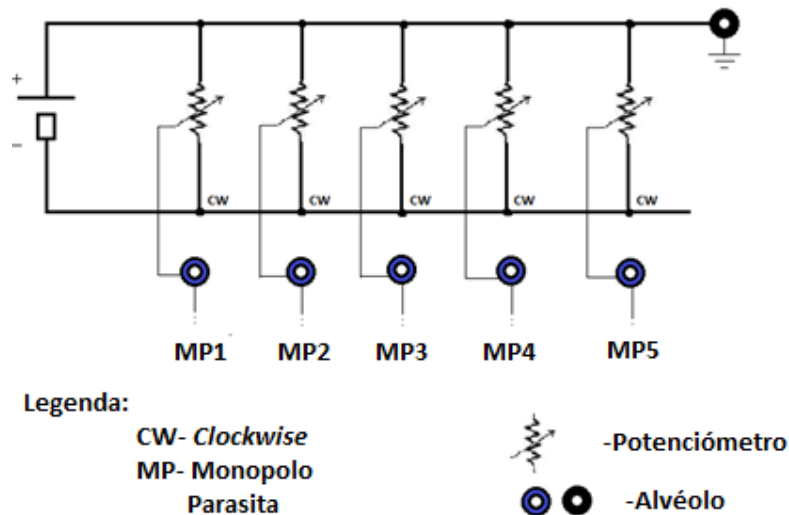 +
−
CW CW CW CW CW
MP1 MP2 MP3 MP4 MP5
Legenda:
CW- Clockwise
MP- Monopolo
Parasita
-Potenciómetro
-Alvéolo